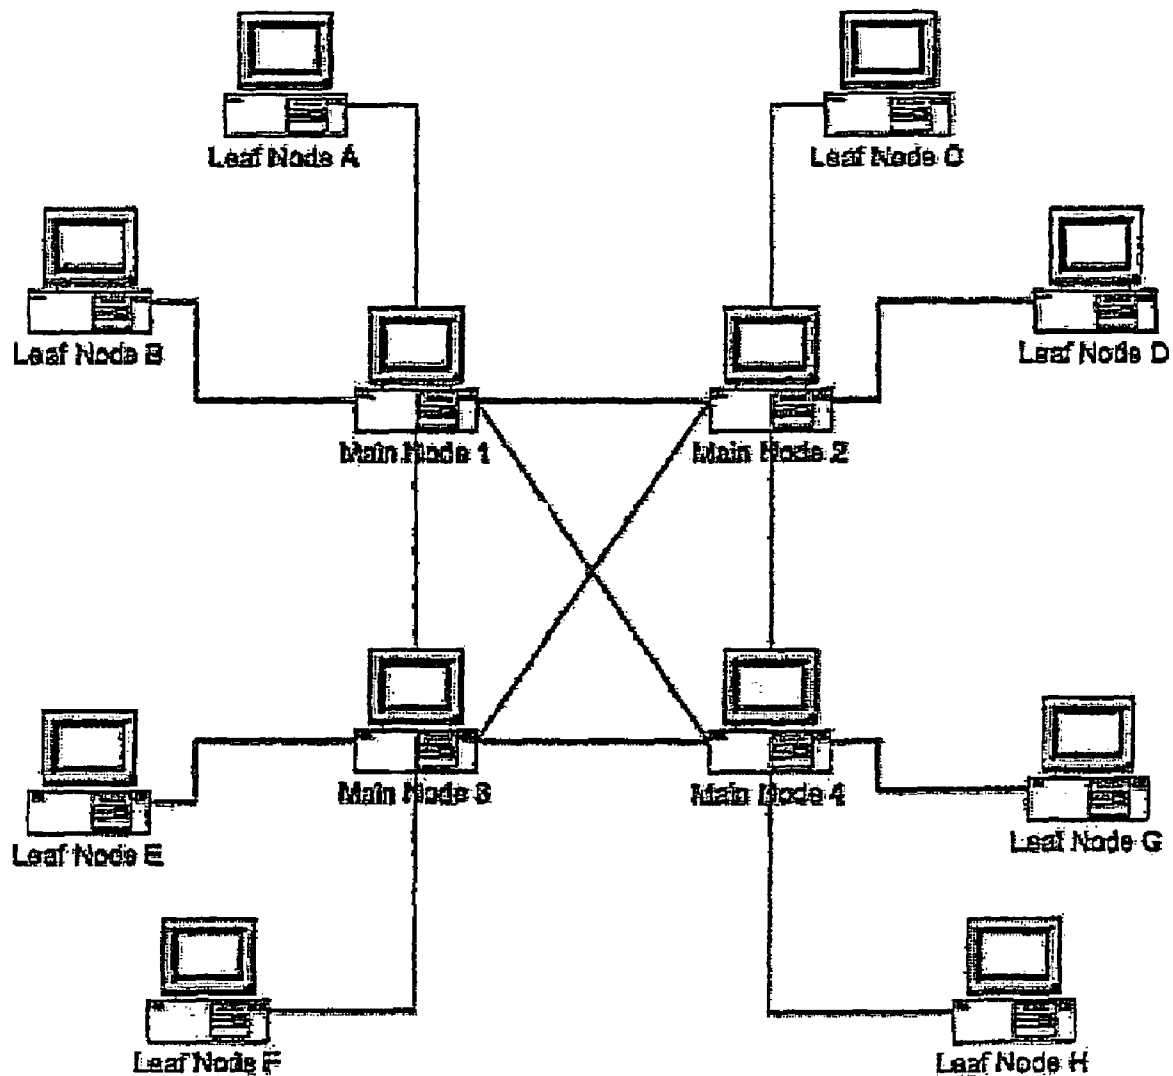 Leaf Node A
Leaf Node C
Leaf Node B
Leaf Node D
Main Node 1
Main Node 2
Main Node 3
Main Node 4
Leaf Node E
Leaf Node G
Leaf Node F
Leaf Node H